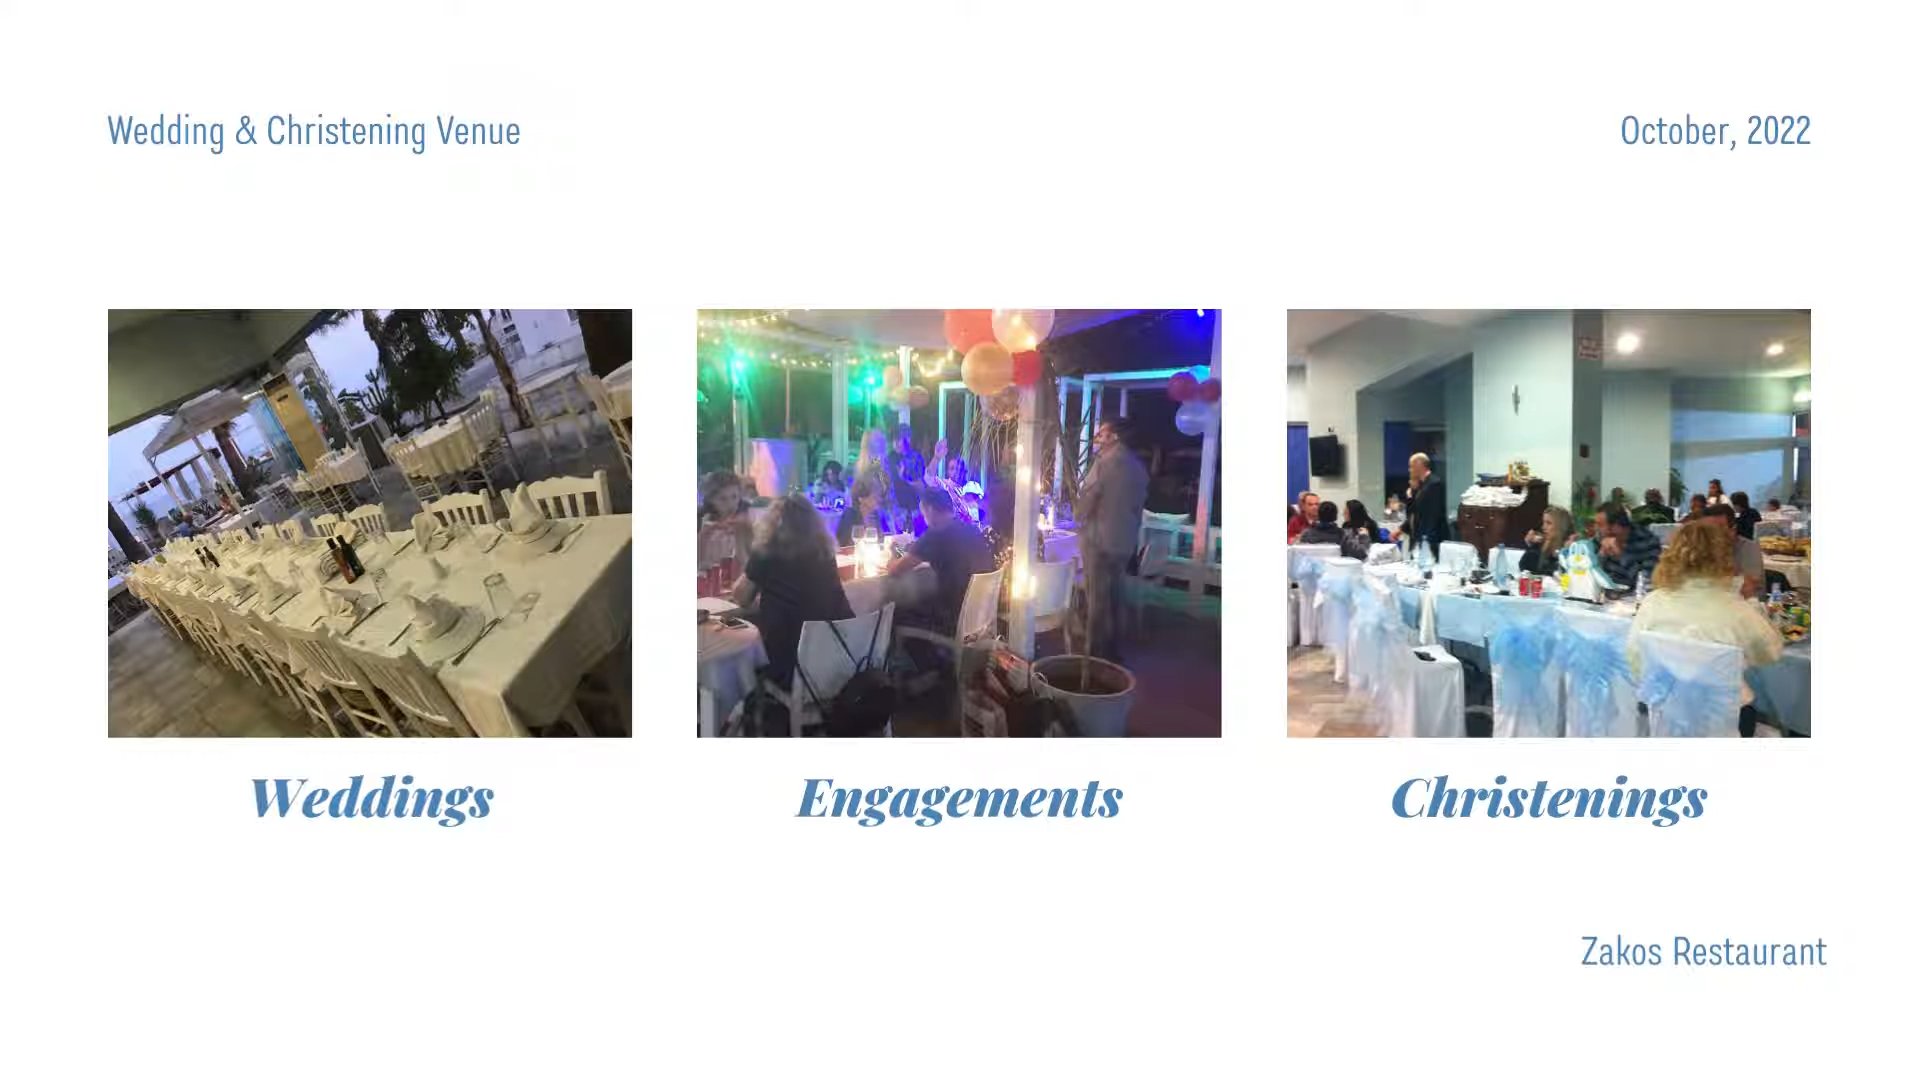 Wedding & Christening Venue
October, 2022
Weddings
Engagements
Christenings
Zakos Restaurant